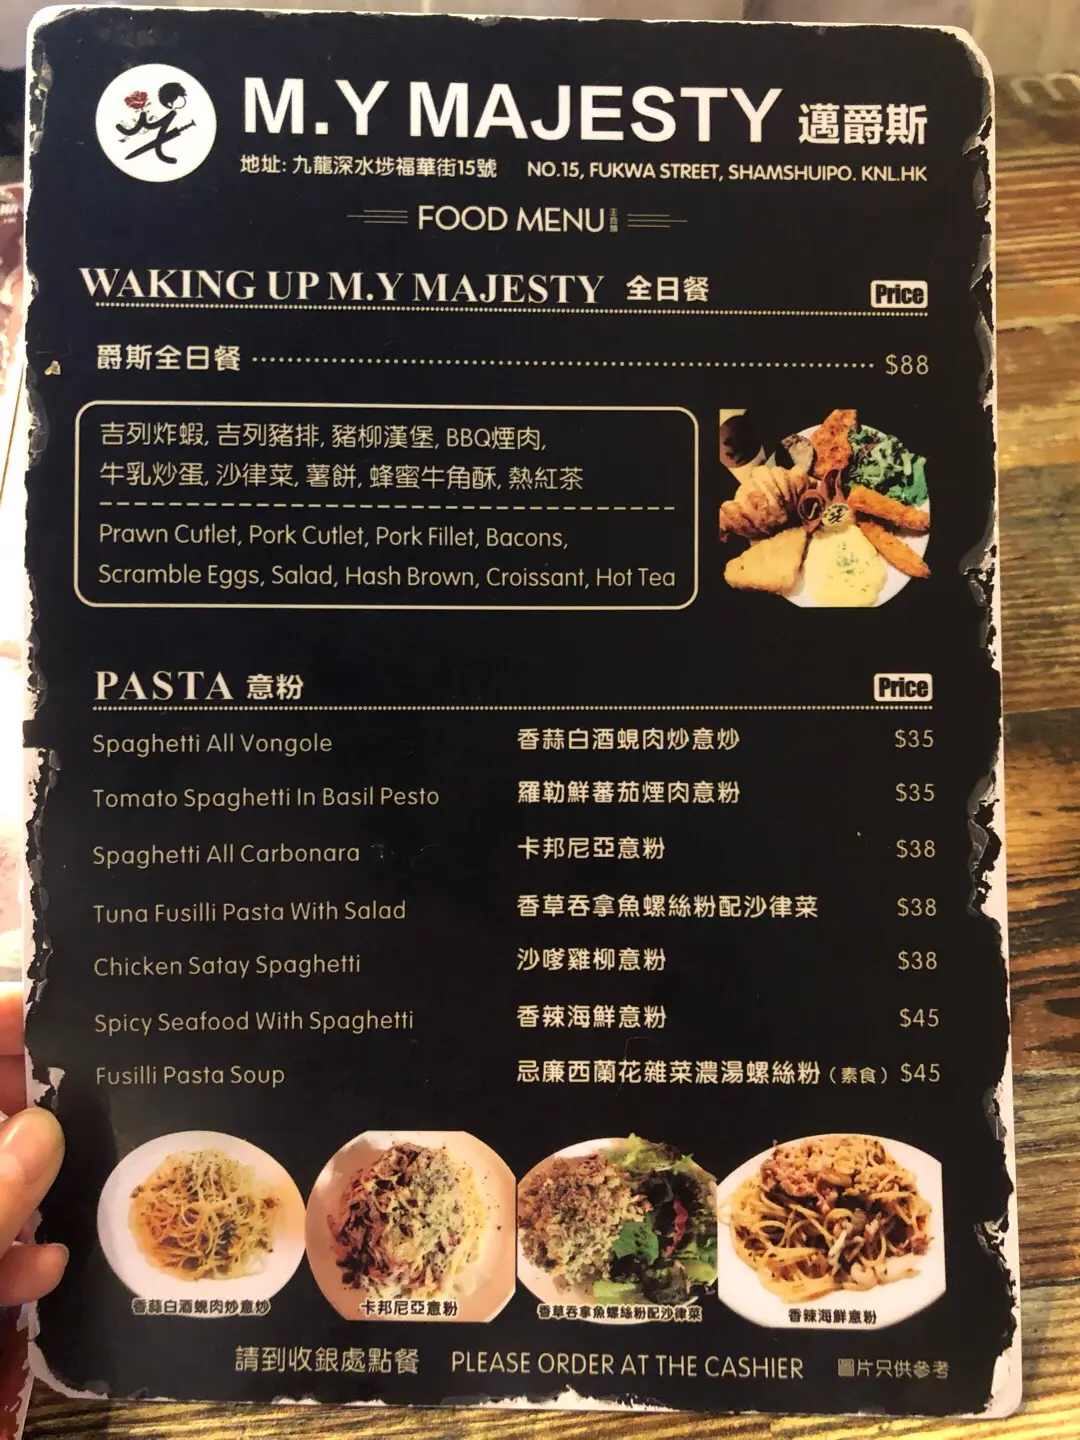 M.Y MAJESTY 邁爵斯
地址: 九龍深水埗福華街15號 NO.15, FUKWA STREET, SHAMSHUIPO. KNL.HK
FOOD MENU
WAKING UP M.Y MAJESTY 全日餐 Price
爵斯全日餐 $88
吉列炸蝦, 吉列豬排, 豬柳漢堡, BBQ煙肉,
牛乳炒蛋, 沙律菜, 薯餅, 蜂蜜牛角酥, 熱紅茶
Prawn Cutlet, Pork Cutlet, Pork Fillet, Bacons,
Scramble Eggs, Salad, Hash Brown, Croissant, Hot Tea
PASTA 意粉 Price
Spaghetti All Vongole 香蒜白酒蜆肉炒意炒 $35
Tomato Spaghetti In Basil Pesto 羅勒鮮蕃茄煙肉意粉 $35
Spaghetti All Carbonara 卡邦尼亞意粉 $38
Tuna Fusilli Pasta With Salad 香草吞拿魚螺絲粉配沙律菜 $38
Chicken Satay Spaghetti 沙嗲雞柳意粉 $38
Spicy Seafood With Spaghetti 香辣海鮮意粉 $45
Fusilli Pasta Soup 忌廉西蘭花雜菜濃湯螺絲粉 (素食) $45
香蒜白酒蜆肉炒意炒 卡邦尼亞意粉 香草吞拿魚螺絲粉配沙律菜 香辣海鮮意粉
請到收銀處點餐 PLEASE ORDER AT THE CASHIER 圖片只供參考